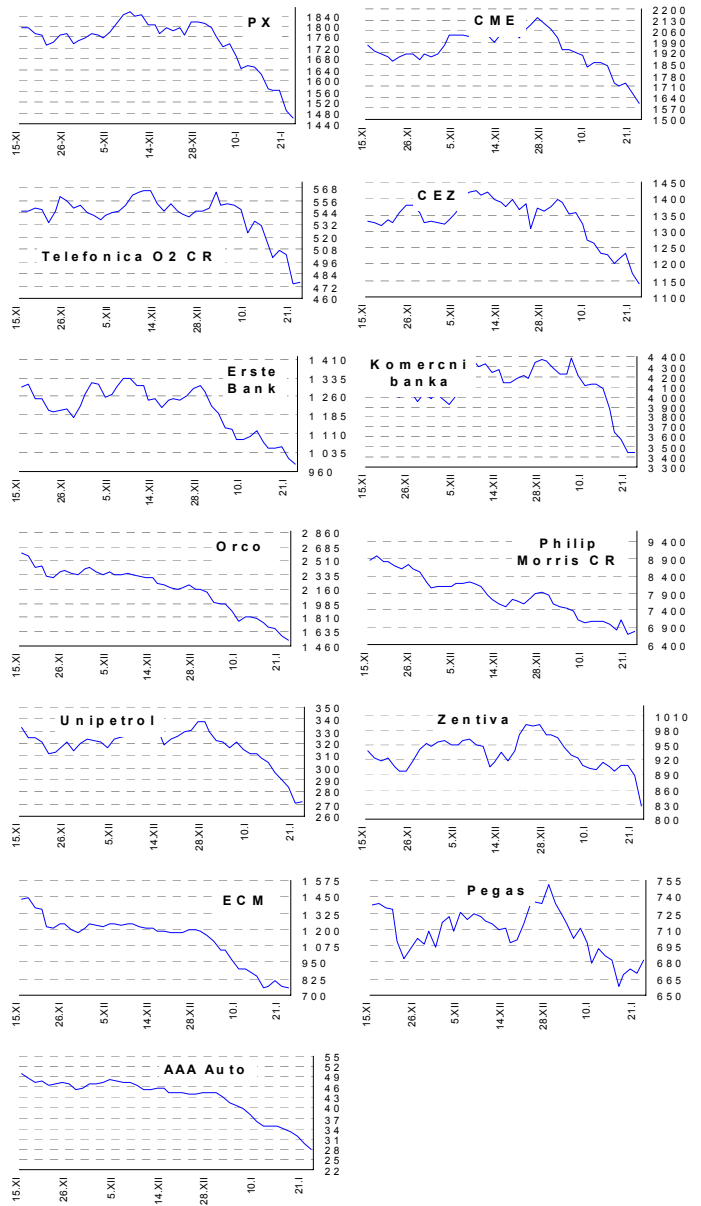 PX
1840
1800
1760
1720
1680
1640
1600
1560
1520
1480
1440
15.XI
26.XI
5.XII
14.XII
28.XII
10.I
21.I
CME
2200
2130
2060
1990
1920
1850
1780
1710
1640
1570
1500
15.XI
26.XI
5.XII
14.XII
28.XII
10.I
21.I
Telefonica O2 CR
568
556
544
532
520
508
496
484
472
460
15.XI
26.XI
5.XII
14.XII
28.XII
10.I
21.I
CEZ
1450
1400
1350
1300
1250
1200
1150
1100
15.XI
26.XI
5.XII
14.XII
28.XII
10.I
21.I
Erste
Bank
1 410
1 335
1 260
1 185
1 110
1 035
960
15.XI
26.XI
5.XII
14.XII
28.XII
10.I
21.I
Komercni
banka
4 400
4 300
4 200
4 100
4 000
3 900
3 800
3 700
3 600
3 500
3 400
3 300
15.XI
26.XI
5.XII
14.XII
28.XII
10.I
21.I
Orco
2 860
2 685
2 510
2 335
2 160
1 985
1 810
1 635
1 460
15.XI
26.XI
5.XII
14.XII
28.XII
10.I
21.I
Philip
Morris CR
9 400
8 900
8 400
7 900
7 400
6 900
6 400
15.XI
26.XI
5.XII
14.XII
28.XII
10.I
21.I
Unipetrol
350
340
330
320
310
300
290
280
270
260
15.XI
26.XI
5.XII
14.XII
28.XII
10.I
21.I
Zentiva
1010
980
950
920
890
860
830
800
15.XI
26.XI
5.XII
14.XII
28.XII
10.I
21.I
ECM
1 575
1 450
1 325
1 200
1 075
950
825
700
15.XI
26.XI
5.XII
14.XII
28.XII
10.I
21.I
Pegas
755
740
725
710
695
680
665
650
15.XI
26.XI
5.XII
14.XII
28.XII
10.I
21.I
AAA Auto
55
52
49
46
43
40
37
34
31
28
25
22
15.XI
26.XI
5.XII
14.XII
28.XII
10.I
21.I